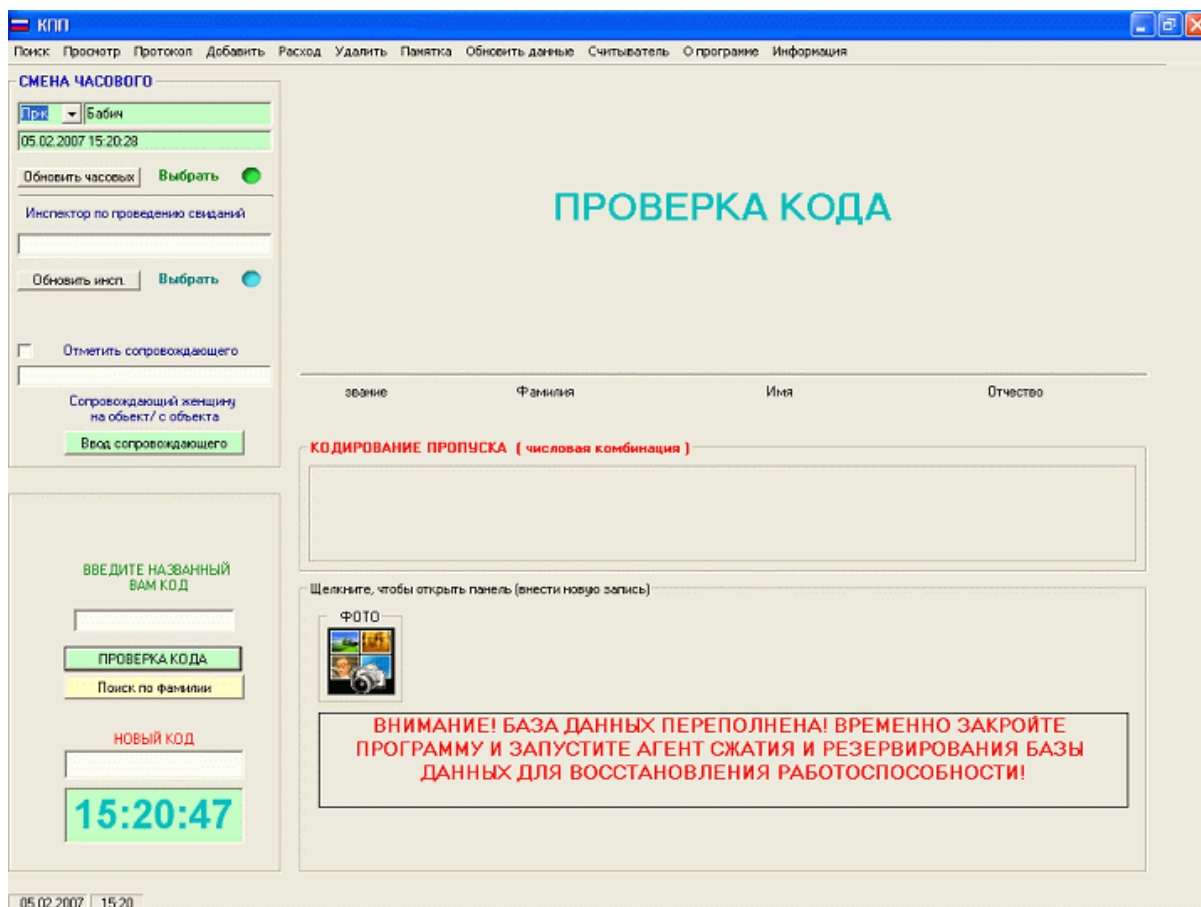 КПП
Поиск Просмотр Протокол Добавить Расход Удалить Памятка Обновить данные Считыватель О программе Информация
СМЕНА ЧАСОВОГО
Прк Бабич
05.02.2007 15:20:28
Обновить часовых Выбрать
Инспектор по проведению свиданий
Обновить инсп. Выбрать
Отметить сопровождающего
Сопровождающий женщину
на объект/ с объекта
Ввод сопровождающего
ВВЕДИТЕ НАЗВАННЫЙ
ВАМ КОД
ПРОВЕРКА КОДА
Поиск по фамилии
НОВЫЙ КОД
15:20:47
ПРОВЕРКА КОДА
звание Фамилия Имя Отчество
КОДИРОВАНИЕ ПРОПУСКА ( числовая комбинация )
Щелкните, чтобы открыть панель (внести новую запись)
ФОТО
ВНИМАНИЕ! БАЗА ДАННЫХ ПЕРЕПОЛНЕНА! ВРЕМЕННО ЗАКРОЙТЕ
ПРОГРАММУ И ЗАПУСТИТЕ АГЕНТ СЖАТИЯ И РЕЗЕРВИРОВАНИЯ БАЗЫ
ДАННЫХ ДЛЯ ВОССТАНОВЛЕНИЯ РАБОТОСПОСОБНОСТИ!
05.02.2007 15:20